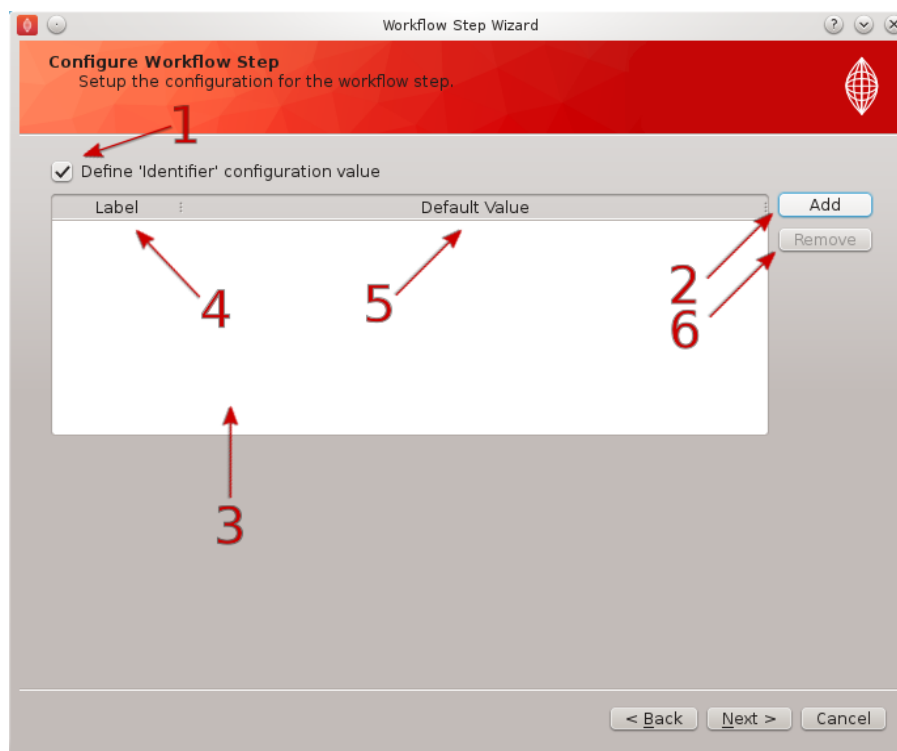 Workflow Step Wizard
Configure Workflow Step
Setup the configuration for the workflow step.
1
Define 'Identifier' configuration value
Label Default Value Add
Remove
4 5 2
6
3
< Back Next > Cancel